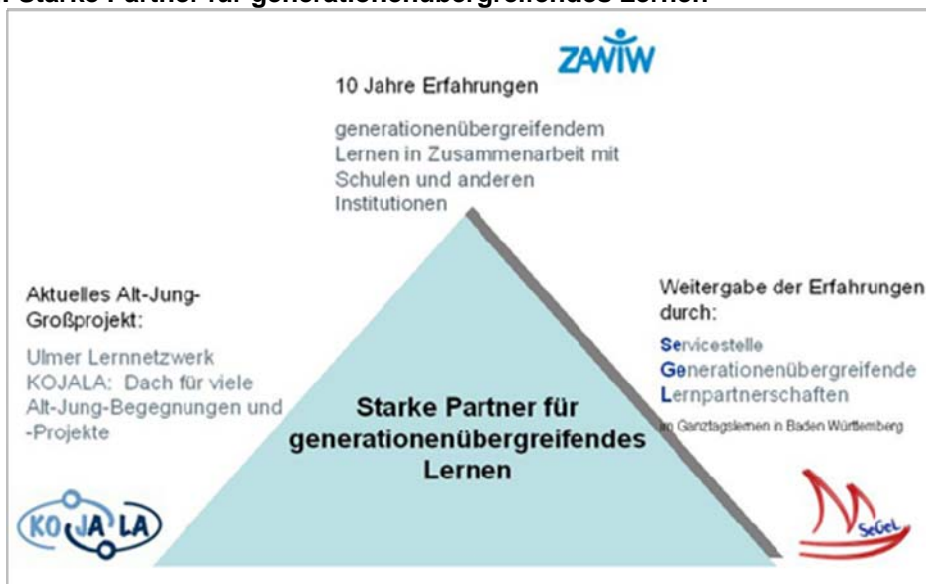 Starke Partner für generationenübergreifendes Lernen
ZAWiW
10 Jahre Erfahrungen
generationenübergreifendem
Lernen in Zusammenarbeit mit
Schulen und anderen
Institutionen
Aktuelles Alt-Jung-
Großprojekt:
Ulmer Lernnetzwerk
KOJALA: Dach für viele
Alt-Jung-Begegnungen und
-Projekte
KOJALA
Starke Partner für
generationenübergreifendes
Lernen
Weitergabe der Erfahrungen
durch:
Servicestelle
Generationenübergreifende
Lernpartnerschaften
im Ganztagslernen in Baden Württemberg
SeGeL